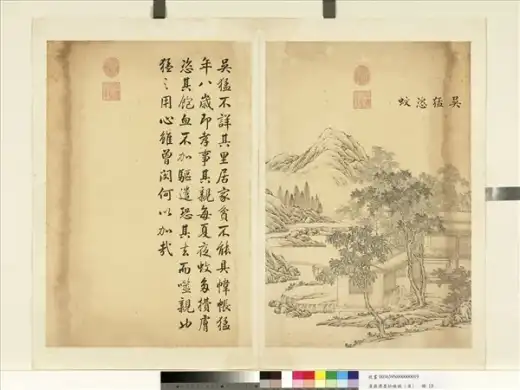 吳猛恣蚊
吳猛不詳其里居家貧不能具幃帳猛
年八歲即孝事其親每夏夜蚊多攢膚
恣其飽血不加驅遣恐其去而噬親如
猛之用心雖曾閔何以加哉